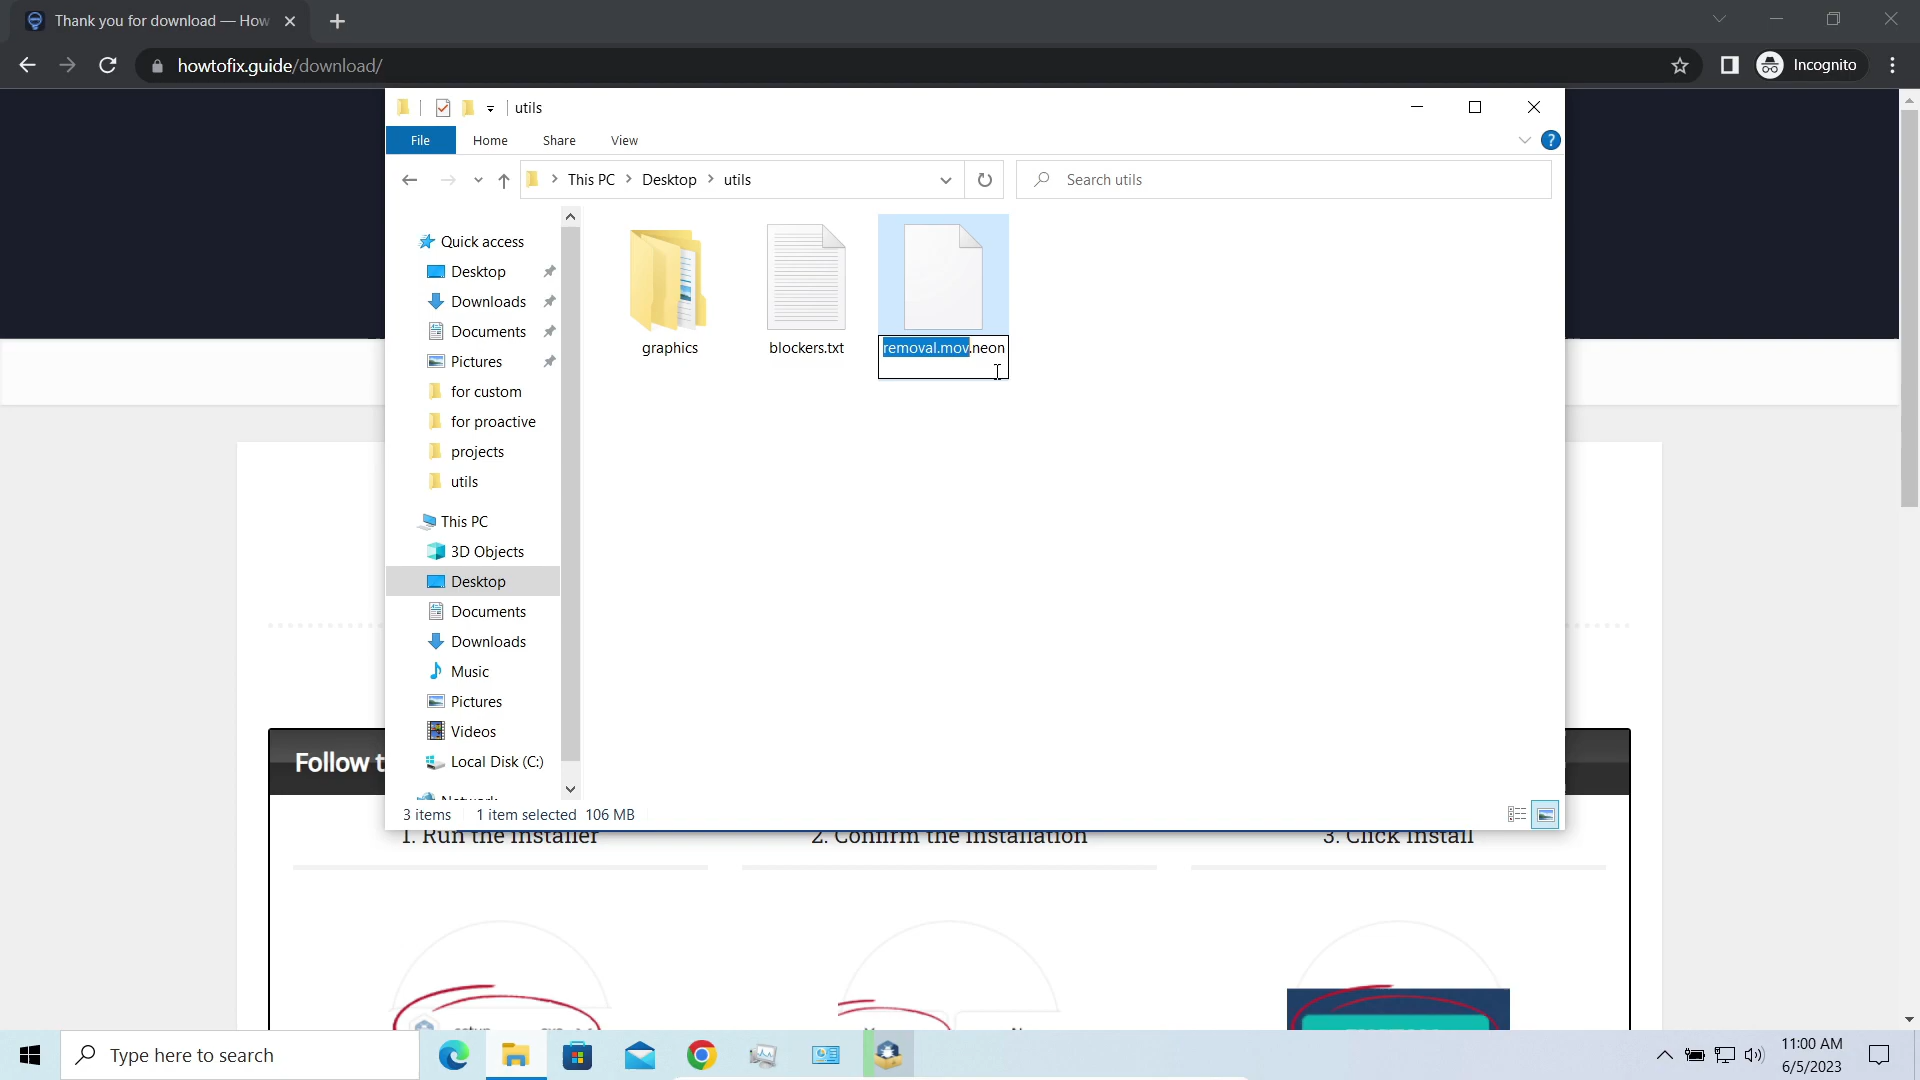 Thank you for download — How
howtofix.guide/download/
Incognito
utils
File
Home
Share
View
This PC
Desktop
utils
Search utils
Quick access
Desktop
Downloads
Documents
Pictures
for custom
for proactive
projects
utils
This PC
3D Objects
Desktop
Documents
Downloads
Music
Pictures
Videos
Local Disk (C:)
Network
graphics
blockers.txt
removal.mov.neon
3 items
1 item selected 106 MB
Follow t
1. Run the installer
2. Confirm the installation
3. Click Install
Type here to search
11:00 AM
6/5/2023